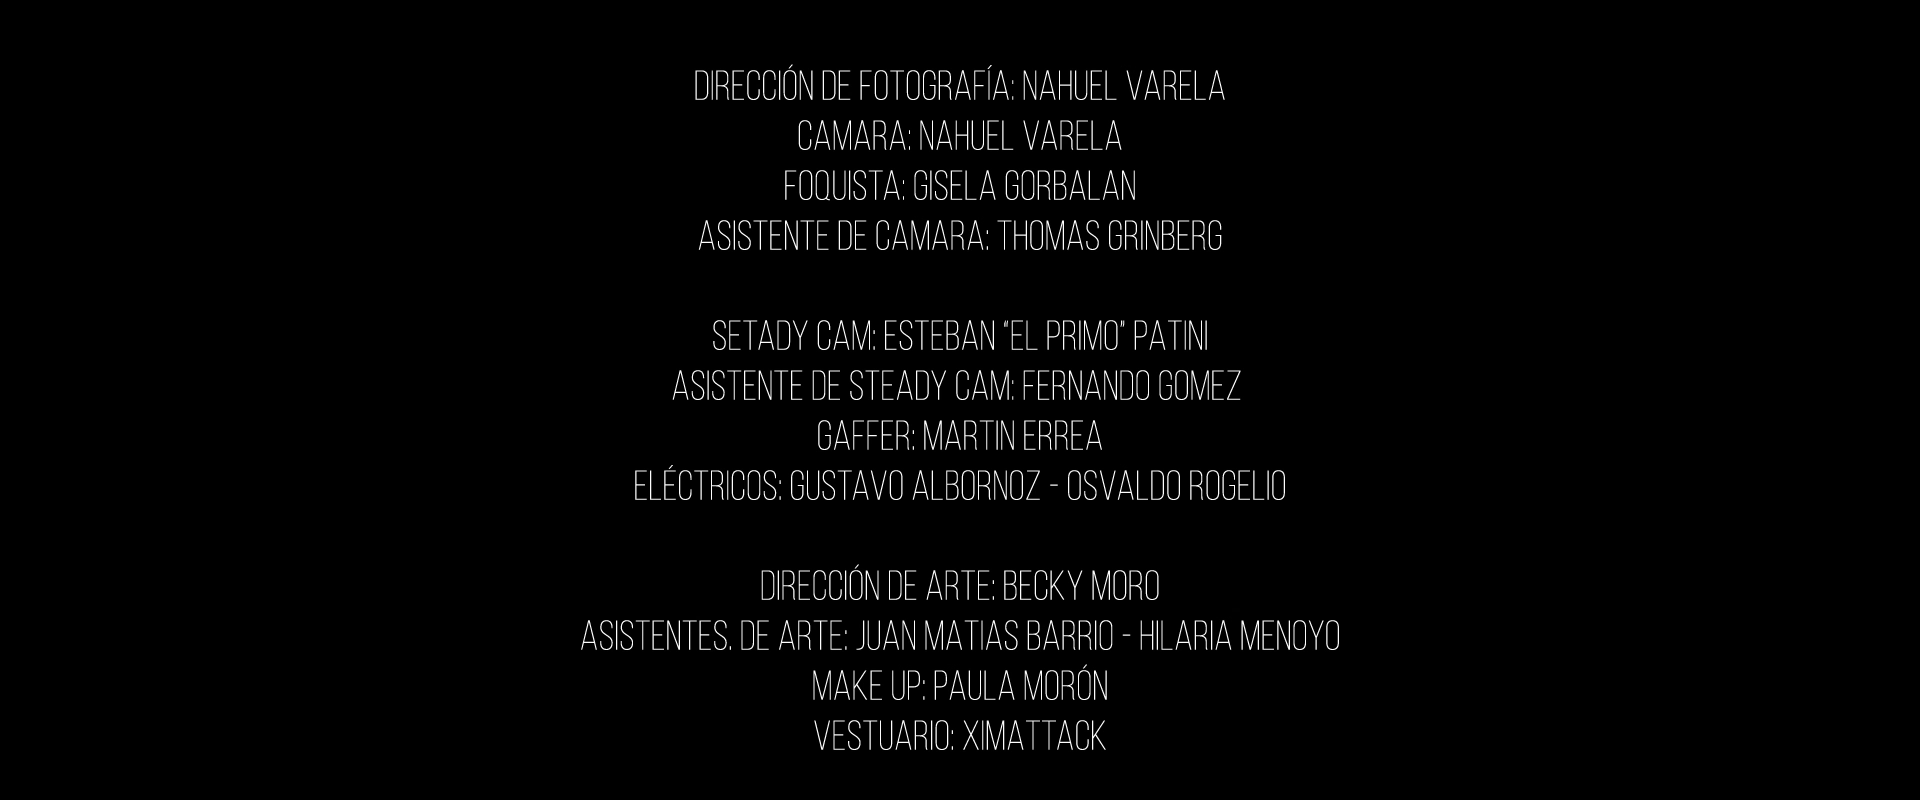 DIRECCIÓN DE FOTOGRAFÍA: NAHUEL VARELA
CAMARA: NAHUEL VARELA
FOQUISTA: GISELA GORBALAN
ASISTENTE DE CAMARA: THOMAS GRINBERG
SETADY CAM: ESTEBAN “EL PRIMO” PATINI
ASISTENTE DE STEADY CAM: FERNANDO GOMEZ
GAFFER: MARTIN ERREA
ELÉCTRICOS: GUSTAVO ALBORNOZ - OSVALDO ROGELIO
DIRECCIÓN DE ARTE: BECKY MORO
ASISTENTES. DE ARTE: JUAN MATIAS BARRIO - HILARIA MENOYO
MAKE UP: PAULA MORÓN
VESTUARIO: XIMATTACK